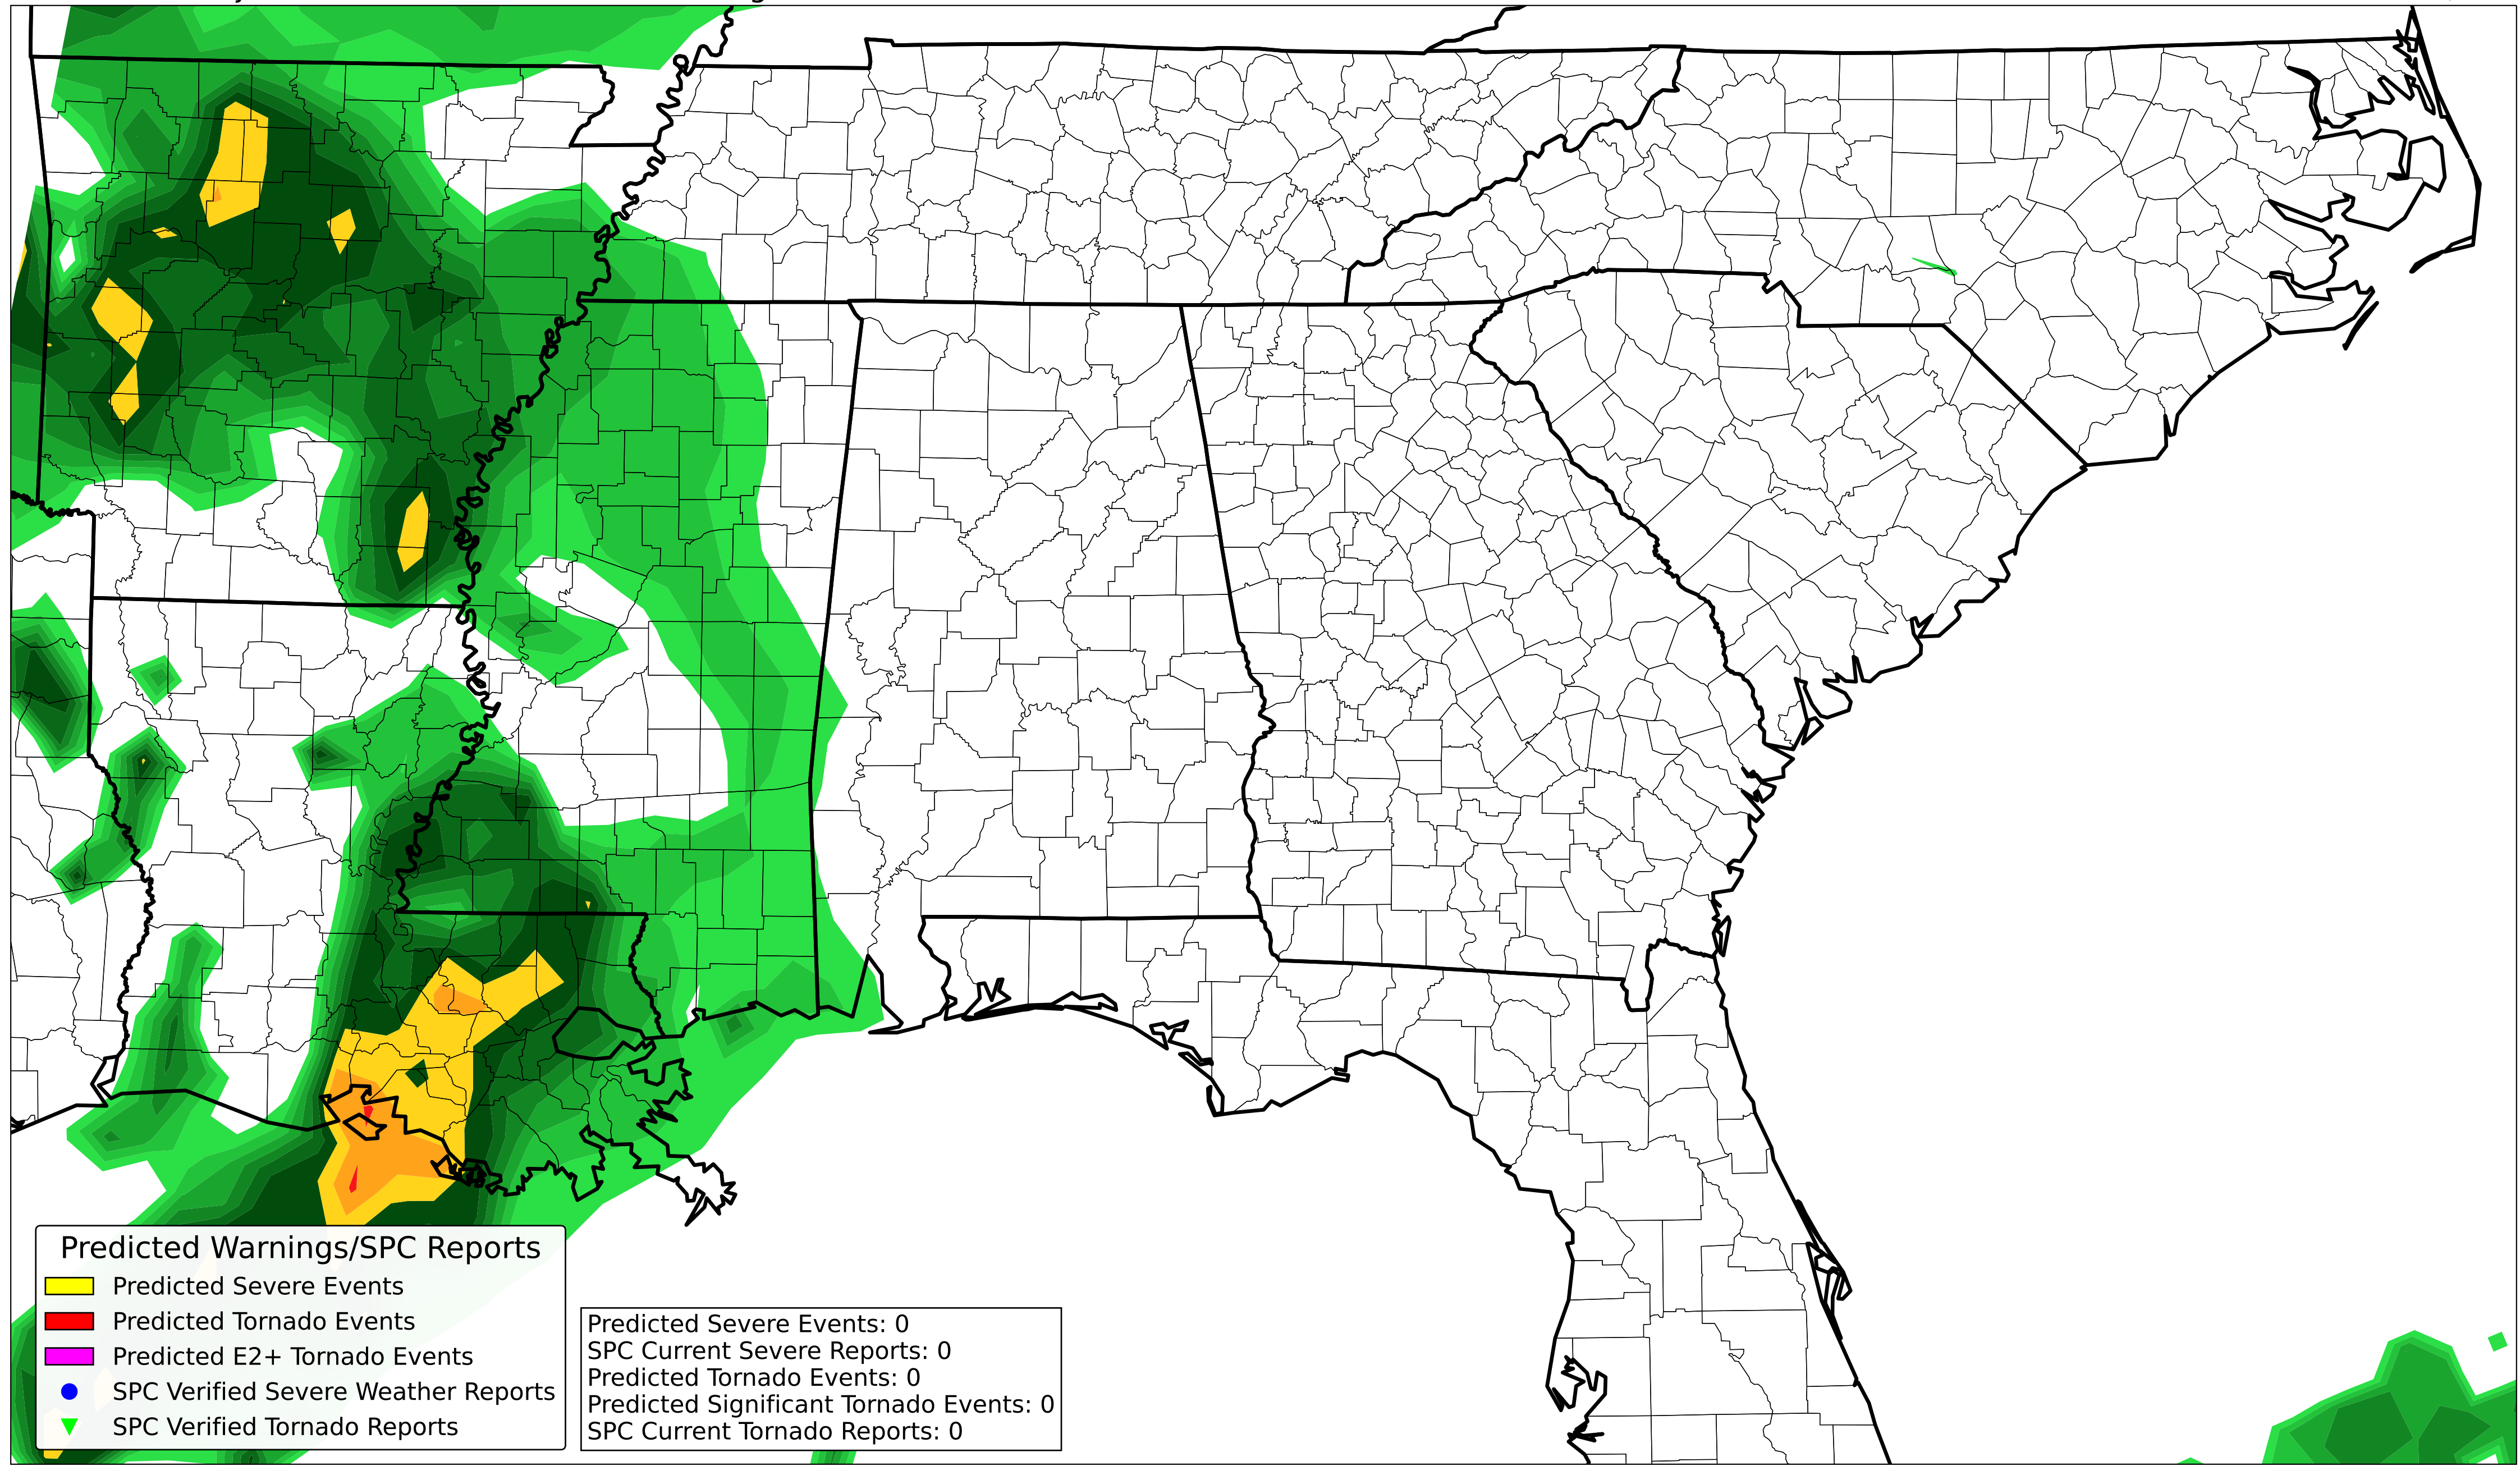 Predicted Warnings/SPC Reports
Predicted Severe Events
Predicted Tornado Events
Predicted E2+ Tornado Events
SPC Verified Severe Weather Reports
SPC Verified Tornado Reports
Predicted Severe Events: 0
SPC Current Severe Reports: 0
Predicted Tornado Events: 0
Predicted Significant Tornado Events: 0
SPC Current Tornado Reports: 0